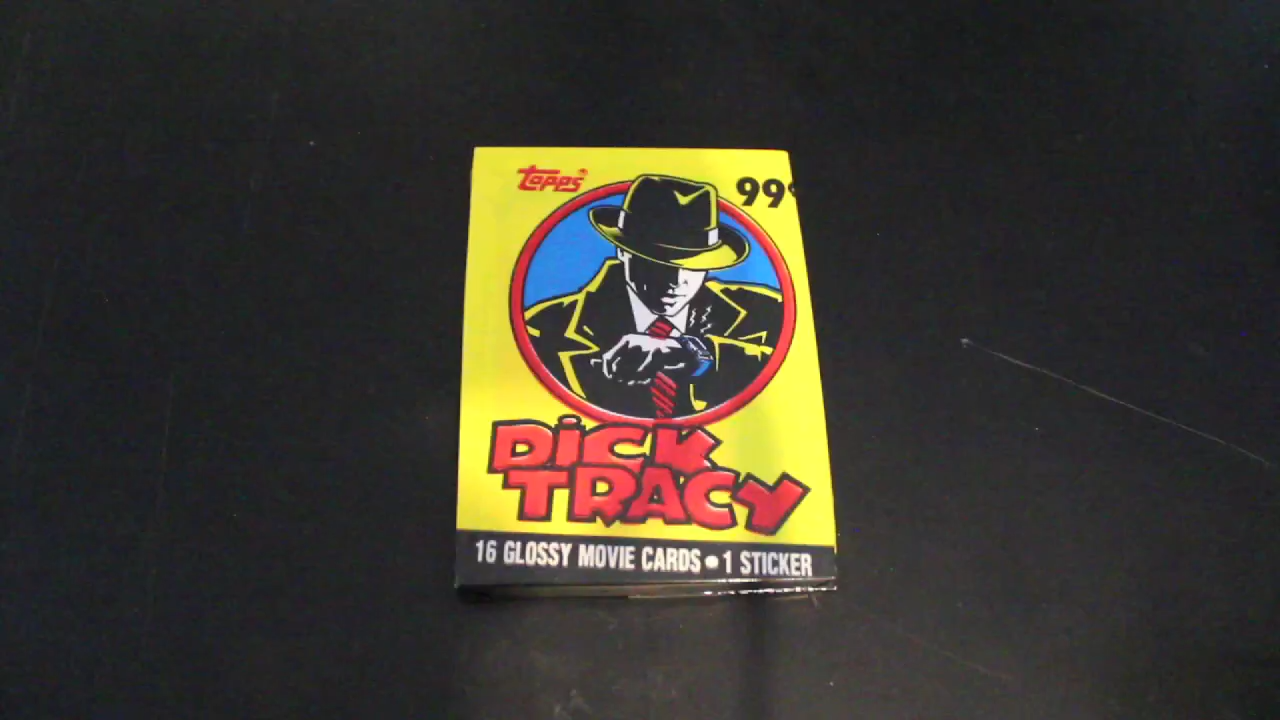 Topps®
99¢
DICK
TRACY
16 GLOSSY MOVIE CARDS • 1 STICKER